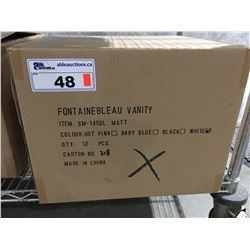 ableauctions.ca
48
FONTAINEBLEAU VANITY
ITEM: SM-1450L MATT
COLOUR:HOT PINK□ BABY BLUE□ BLACK□ WHITE☑
QTY: 12 PCS
CARTON NO. 218
MADE IN CHINA